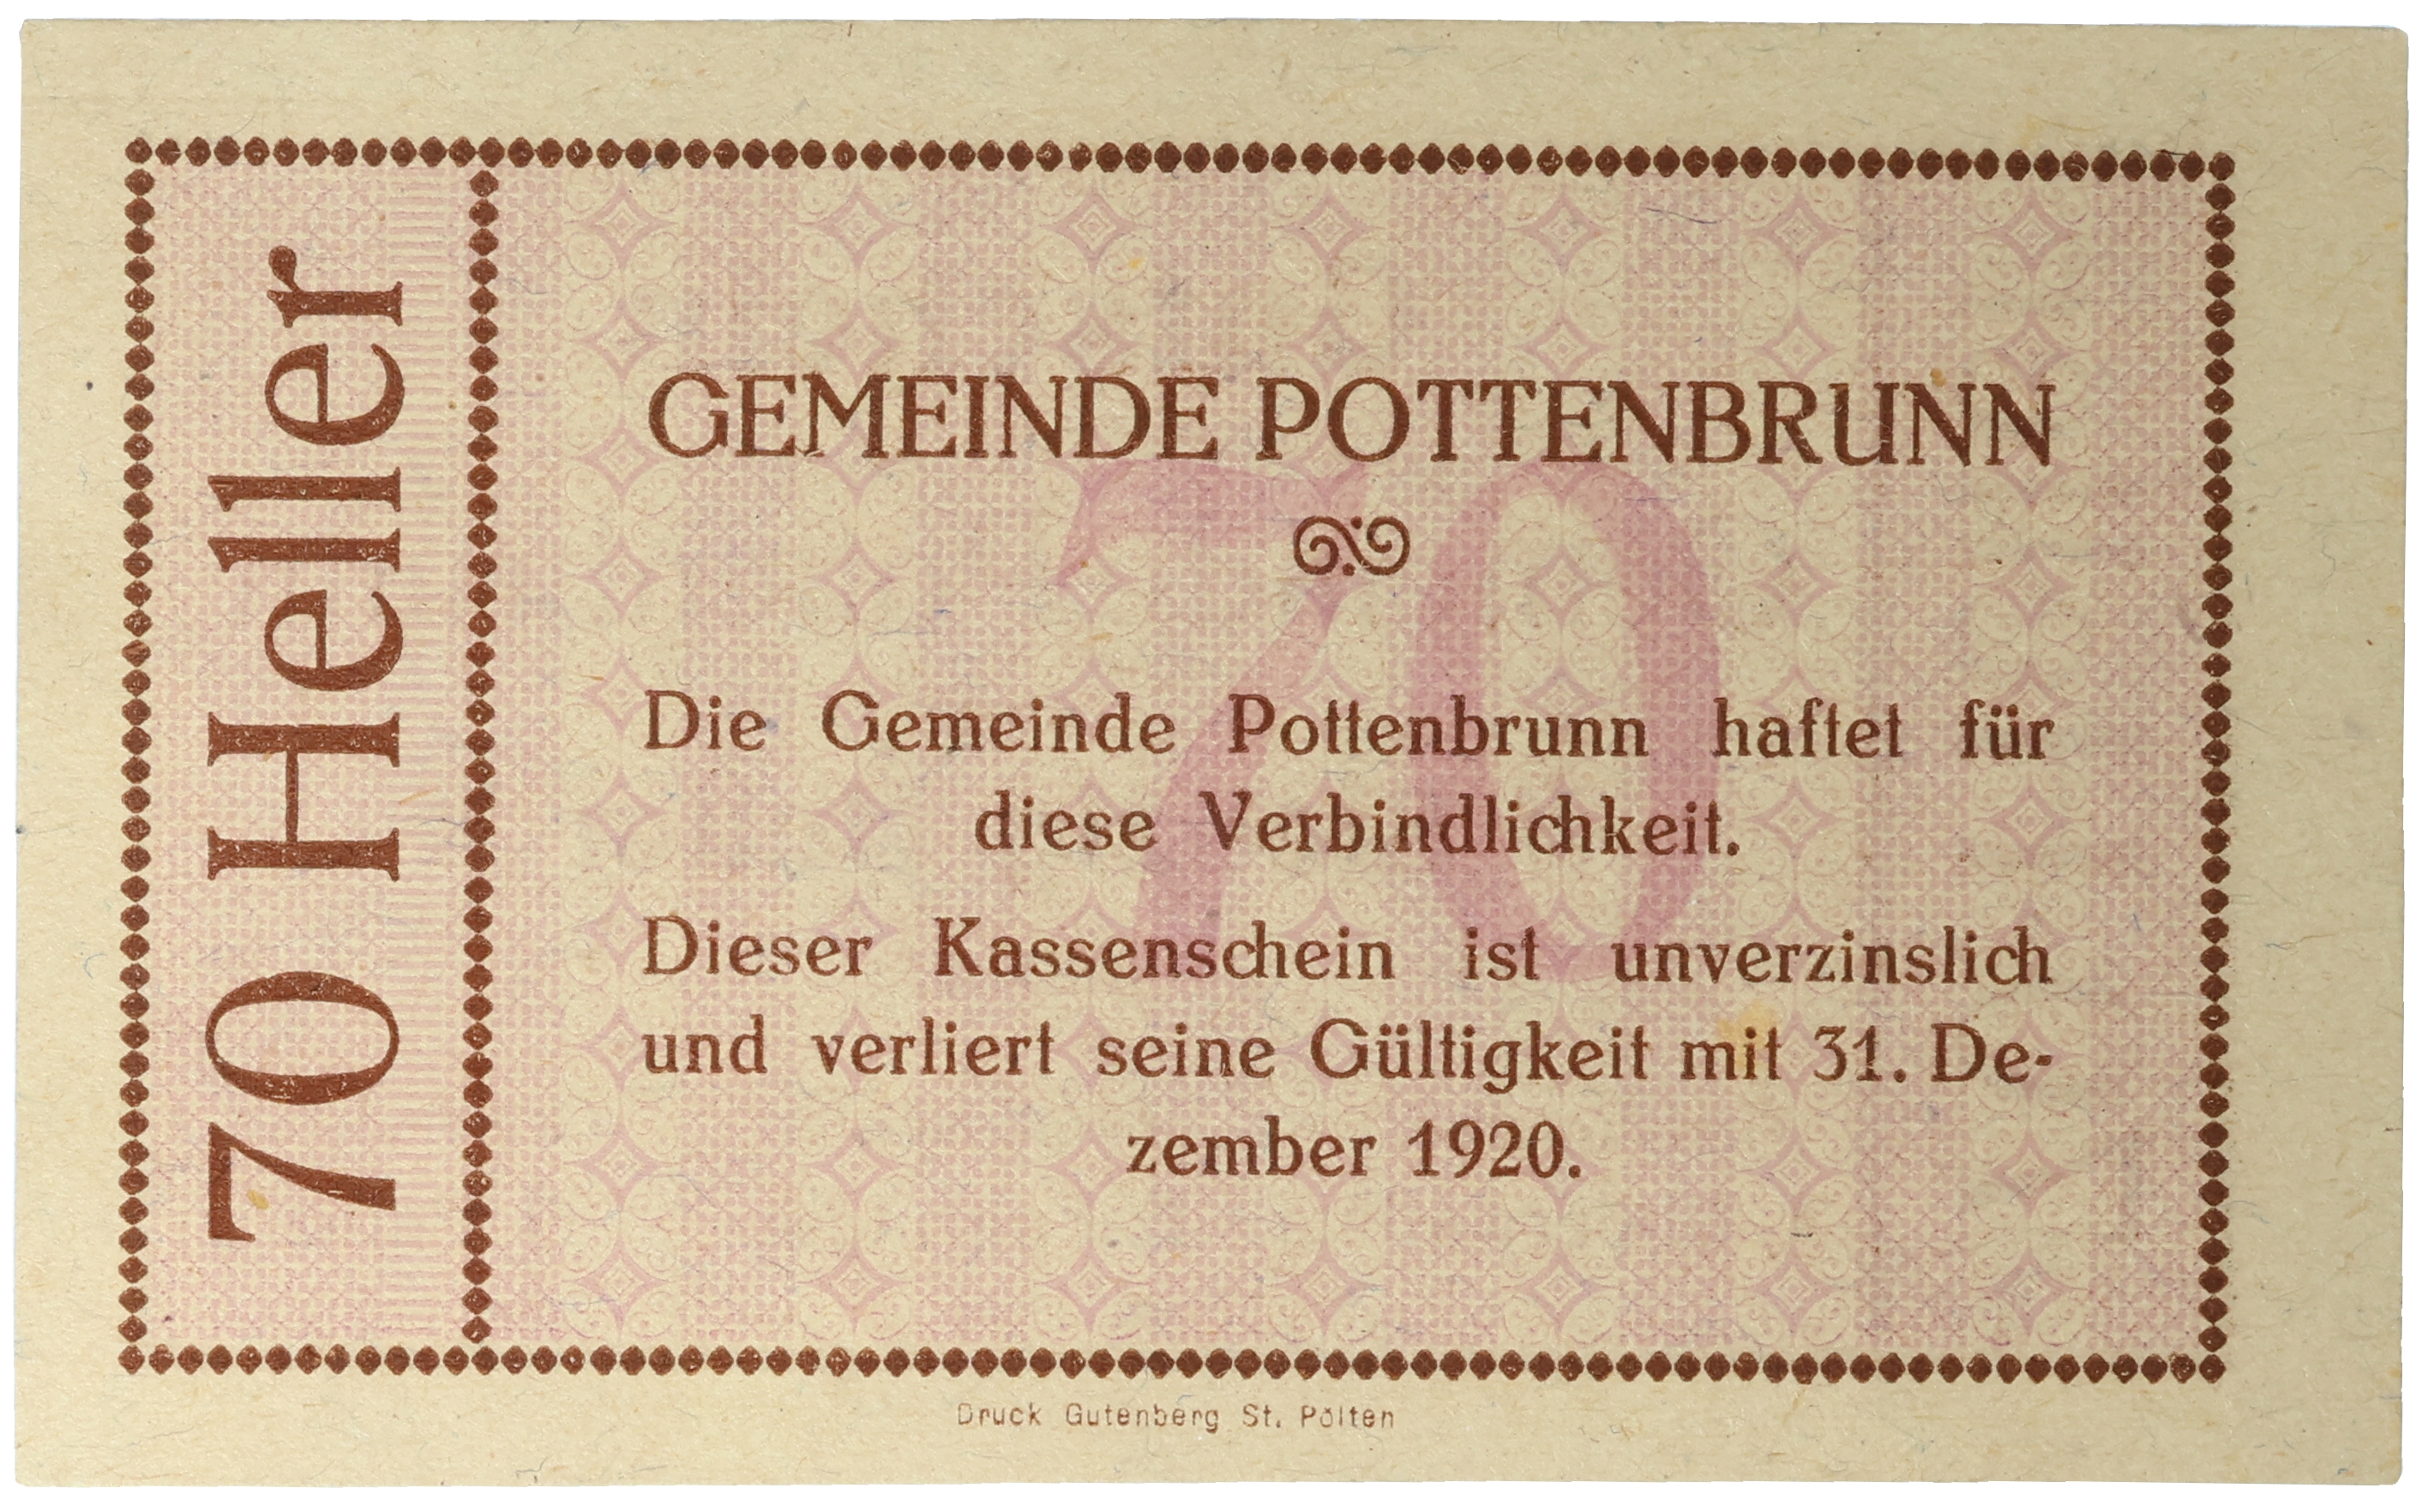 70 Heller
GEMEINDE POTTENBRUNN
70
Die Gemeinde Pottenbrunn haftet für
diese Verbindlichkeit.
Dieser Kassenschein ist unverzinslich
und verliert seine Gültigkeit mit 31. De-
zember 1920.
Druck Gutenberg St. Pölten